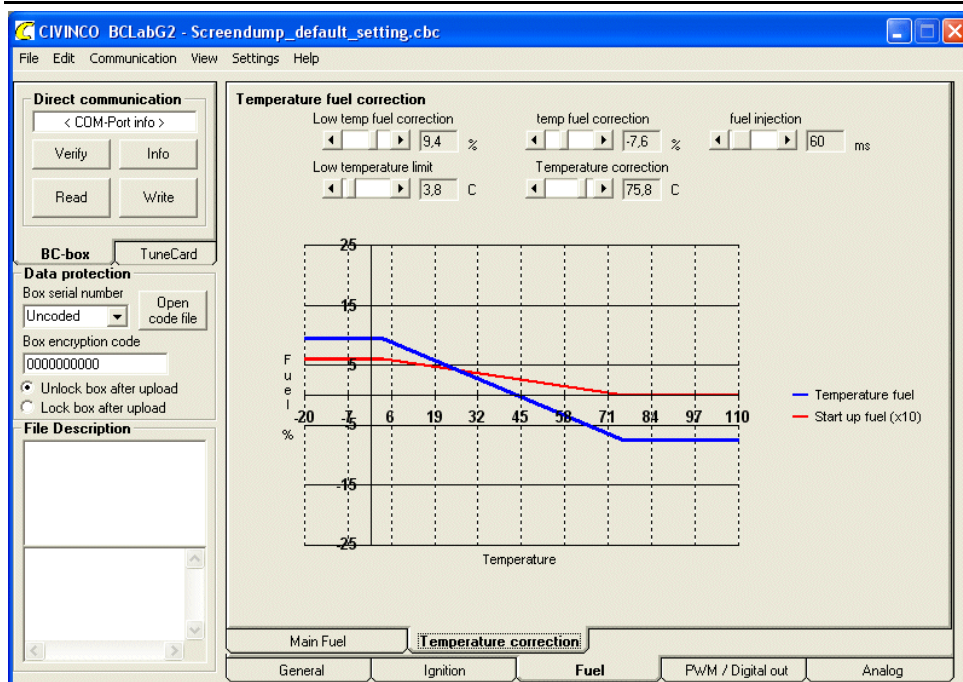 CIVINCO BCLabG2 - Screendump_default_setting.cbc
File Edit Communication View Settings Help
Direct communication
< COM-Port info >
Verify Info
Read Write
BC-box TuneCard
Data protection
Box serial number
Uncoded
Open
code file
Box encryption code
0000000000
Unlock box after upload
Lock box after upload
File Description
Temperature fuel correction
Low temp fuel correction temp fuel correction fuel injection
9,4 % -7,6 % 60 ms
Low temperature limit Temperature correction
3,8 C 75,8 C
25
15
5
-20 -7 6 19 32 45 58 71 84 97 110
-5
-15
-25
Fuel %
Temperature
Temperature fuel
Start up fuel (x10)
Main Fuel Temperature correction
General Ignition Fuel PWM / Digital out Analog